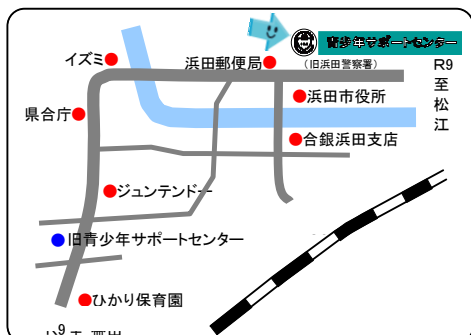 青少年サポートセンター
(旧浜田警察署)
イズミ
浜田郵便局
R9
至松江
浜田市役所
県合庁
合銀浜田支店
ジュンテンドー
旧青少年サポートセンター
ひかり保育園